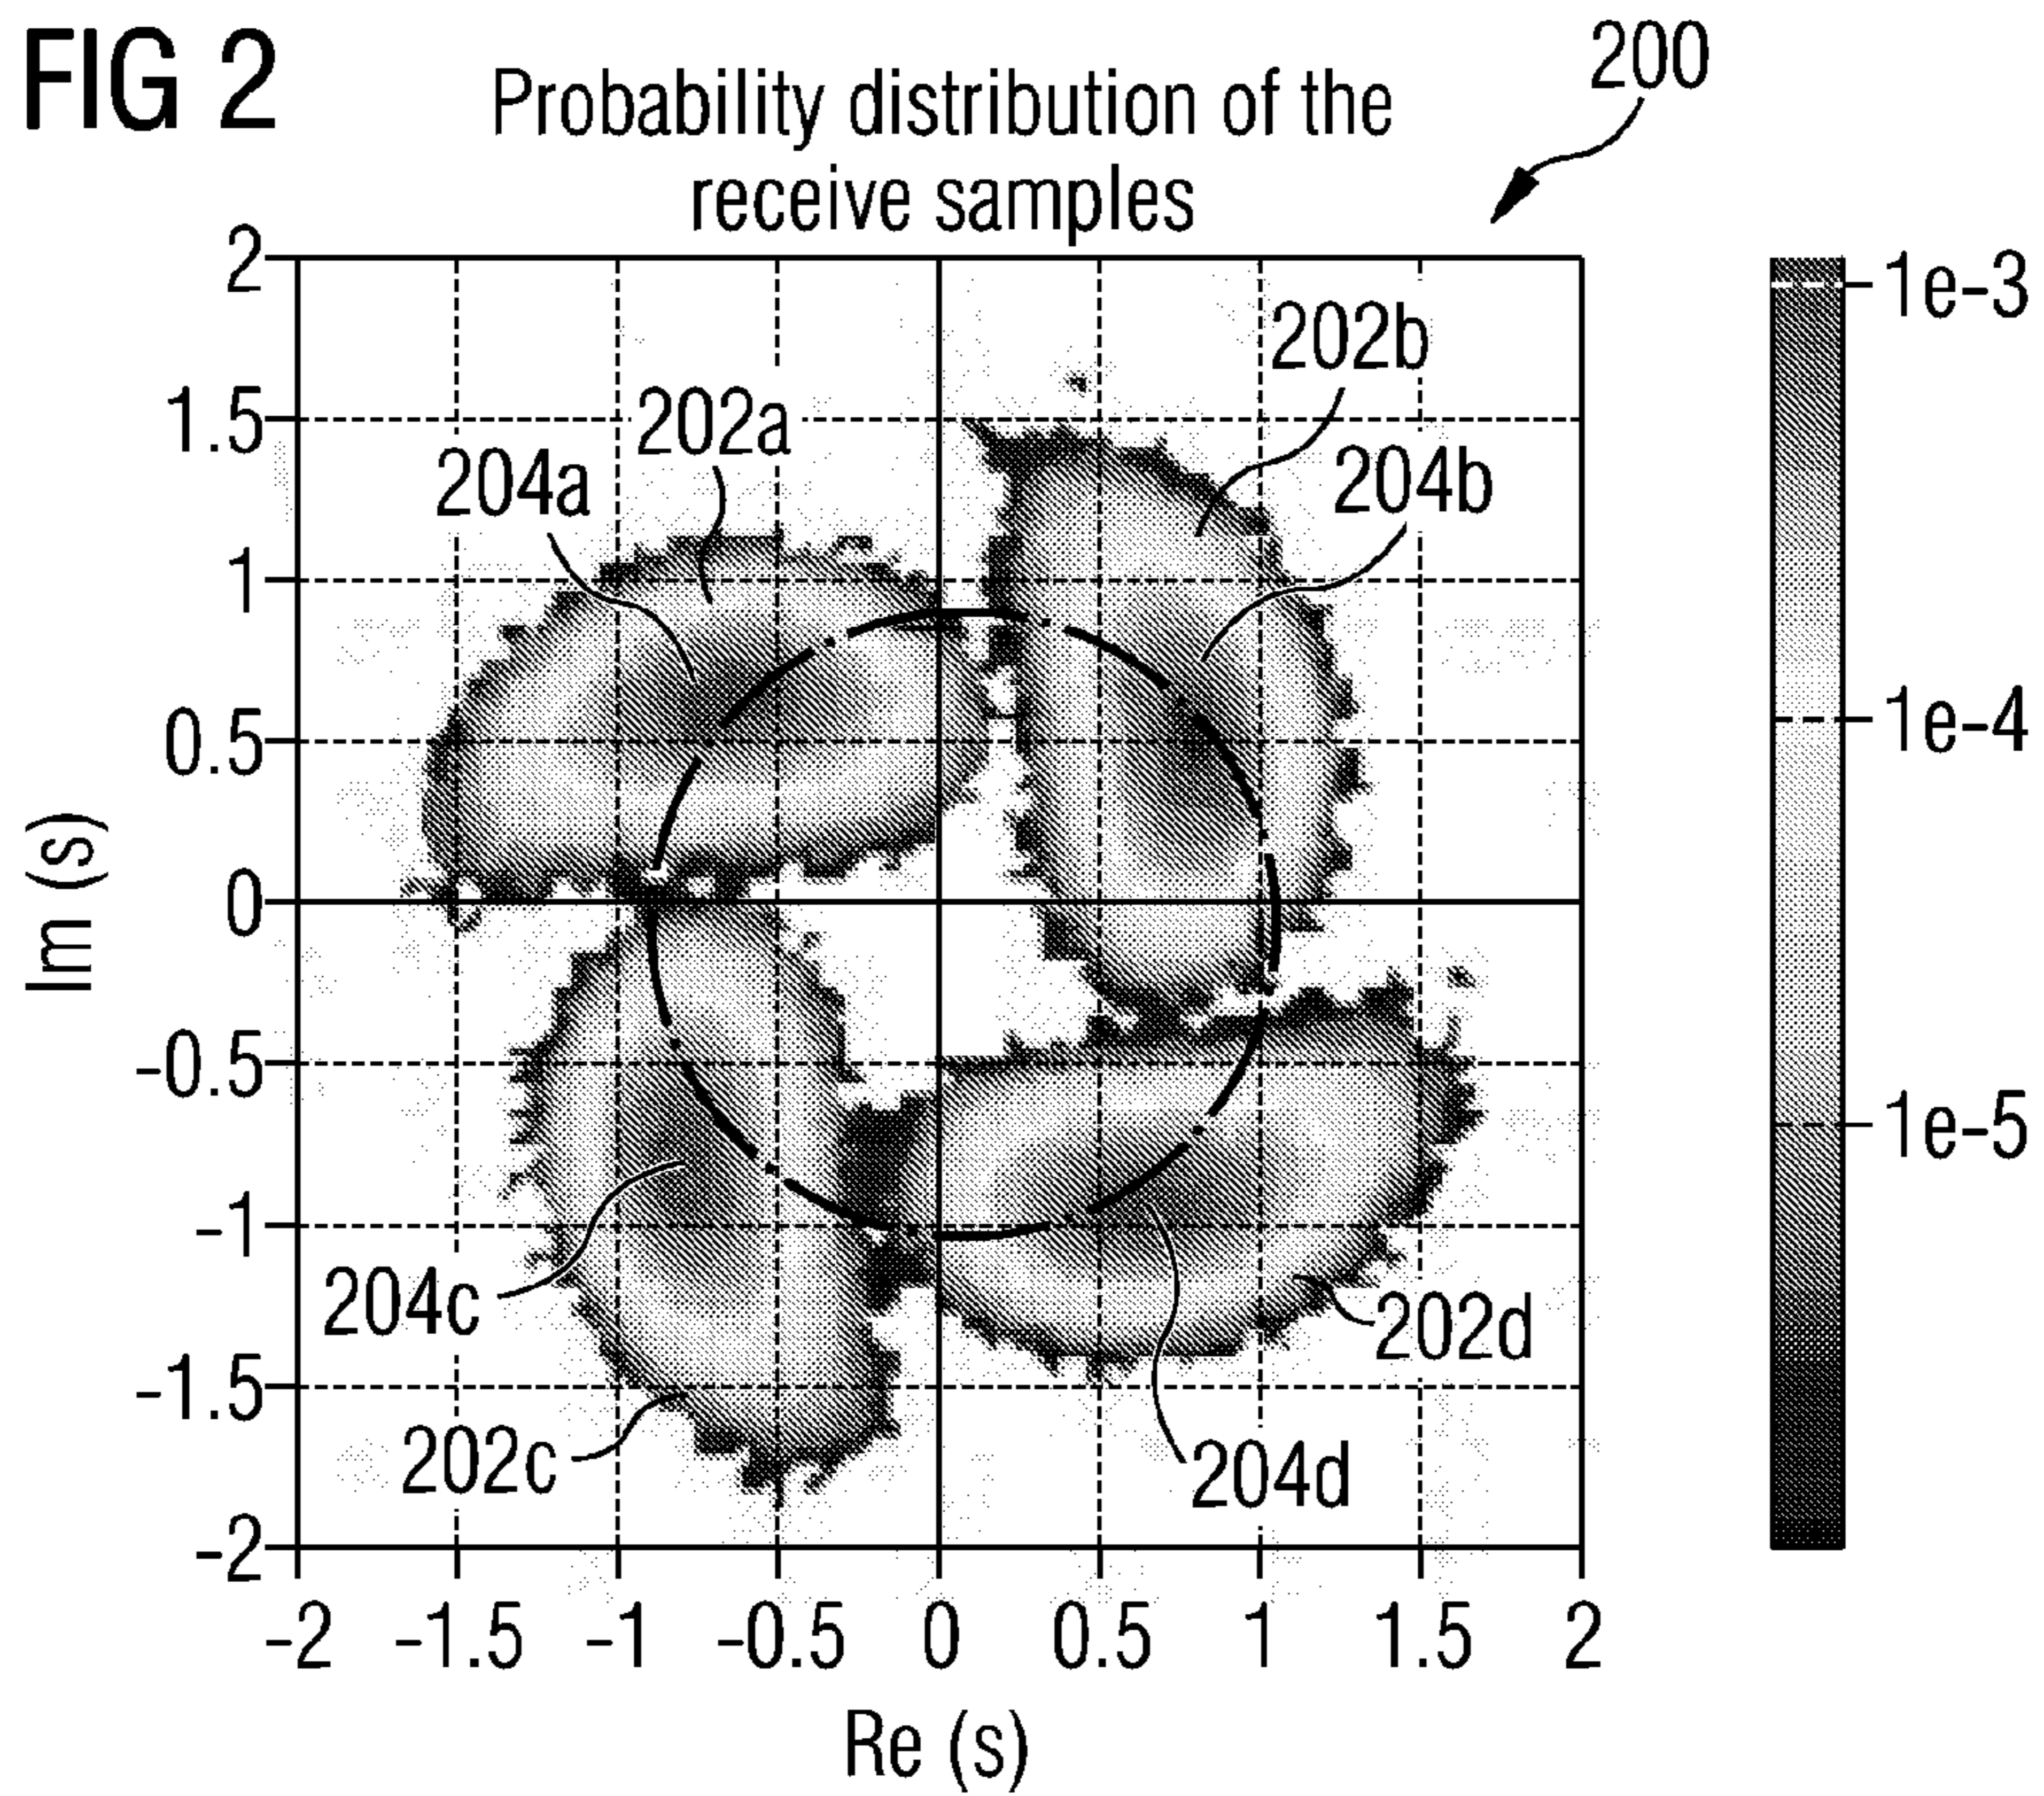 FIG 2
200
Probability distribution of the
receive samples
2
1.5
1
0.5
0
-0.5
-1
-1.5
-2
Im (s)
202a
204a
202b
204b
204c
202c
202d
204d
1e-3
1e-4
1e-5
-2 -1.5 -1 -0.5 0 0.5 1 1.5 2
Re (s)